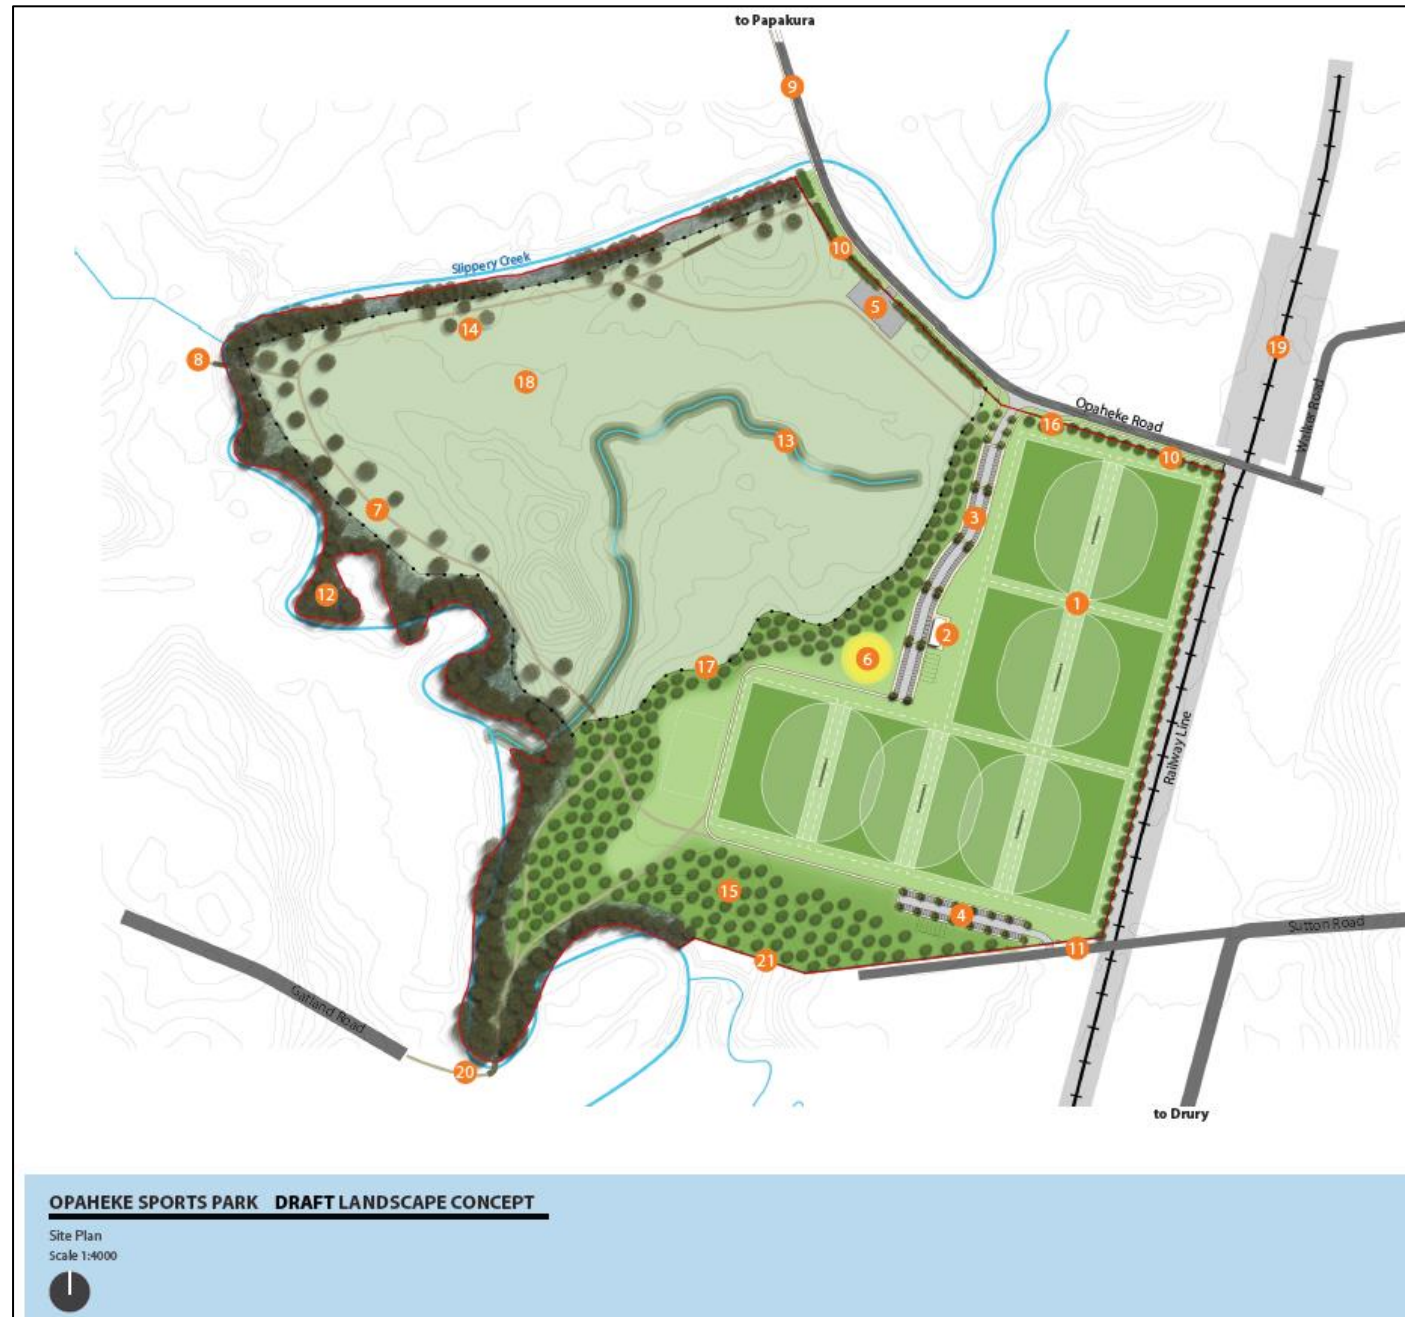 to Papakura
9
Slippery Creek
10
5
14
8
18
19
Opaheke Road
16
Walker Road
10
13
7
3
12
1
2
6
17
Railway Line
15
4
Sutton Road
11
21
Gatland Road
20
to Drury
OPAHEKE SPORTS PARK DRAFT LANDSCAPE CONCEPT
Site Plan
Scale 1:4000